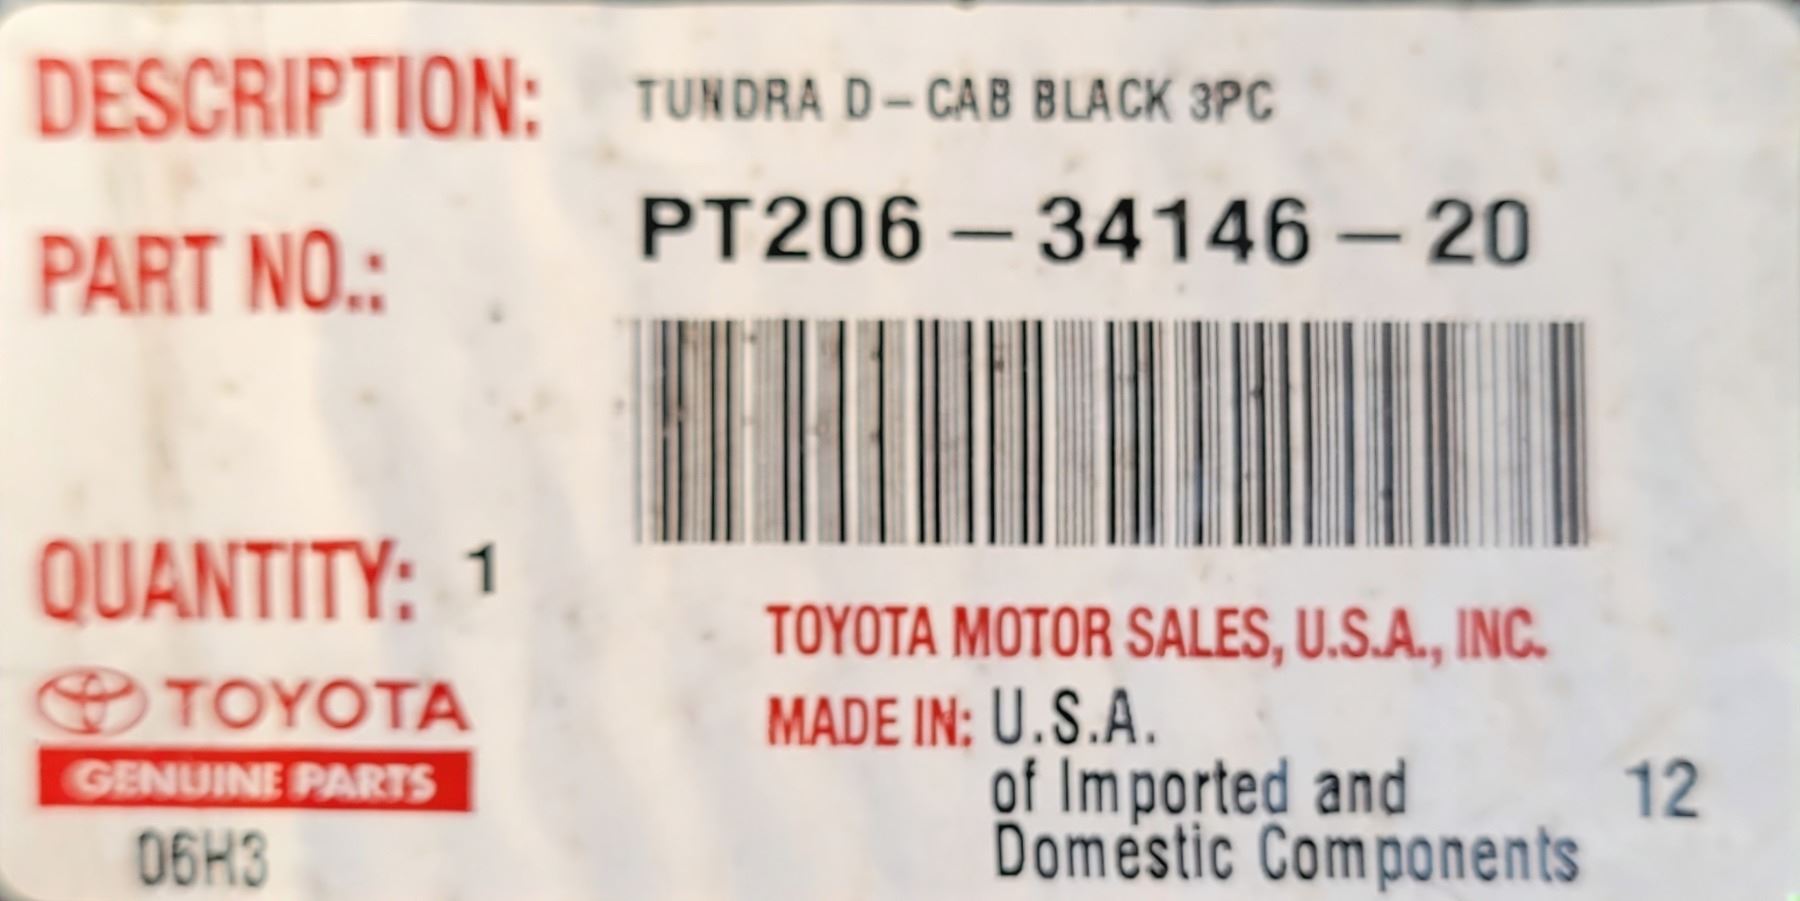 DESCRIPTION: TUNDRA D-CAB BLACK 3PC
PART NO.: PT206-34146-20
QUANTITY: 1
TOYOTA MOTOR SALES, U.S.A., INC.
TOYOTA
GENUINE PARTS
06H3
MADE IN: U.S.A.
of Imported and
Domestic Components
12